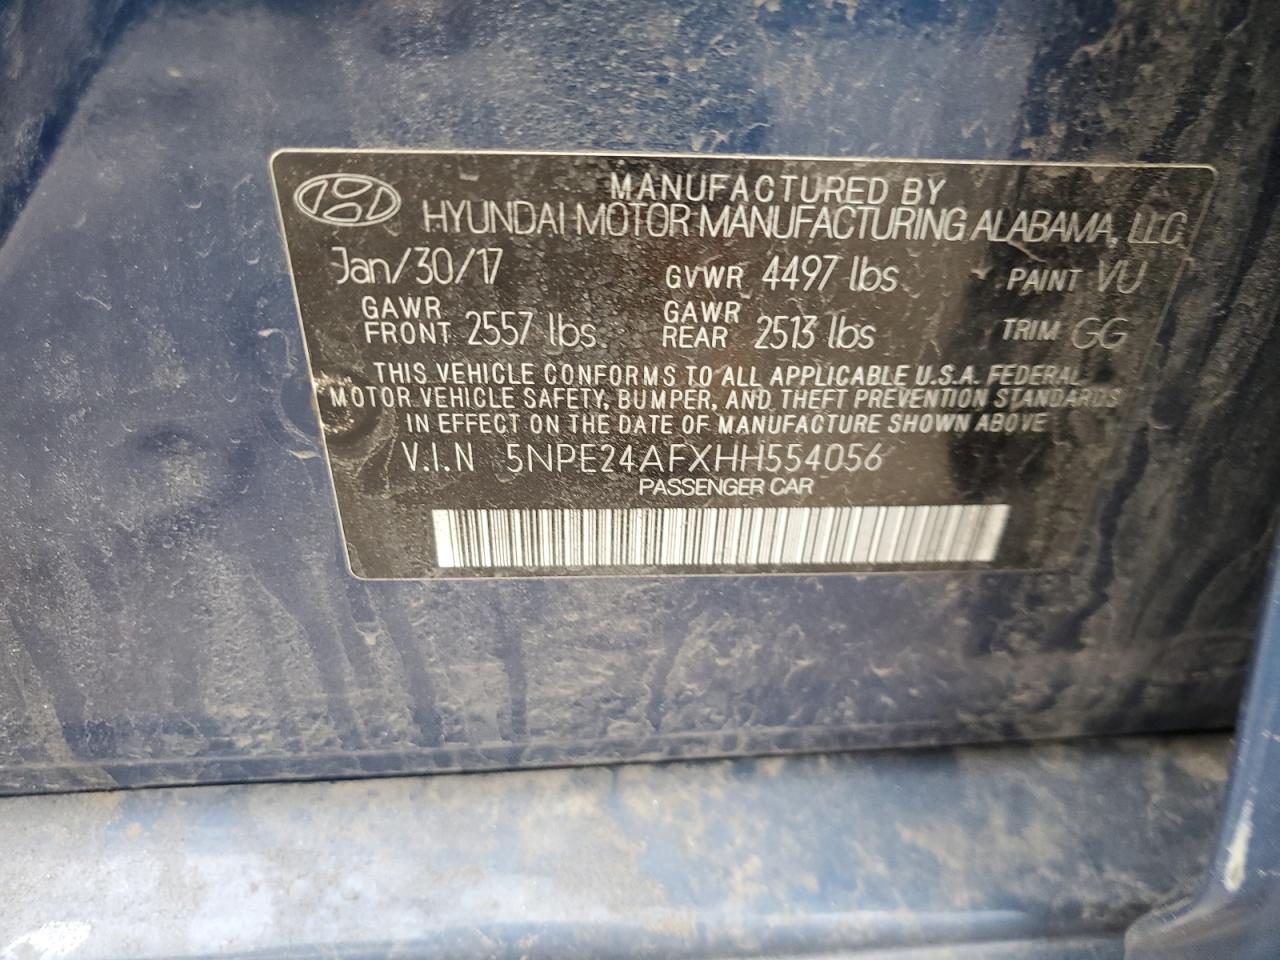 MANUFACTURED BY
HYUNDAI MOTOR MANUFACTURING ALABAMA, LLC
Jan/30/17 GVWR 4497 lbs PAINT VU
GAWR FRONT 2557 lbs. GAWR REAR 2513 lbs TRIM GG
THIS VEHICLE CONFORMS TO ALL APPLICABLE U.S.A. FEDERAL
MOTOR VEHICLE SAFETY, BUMPER, AND THEFT PREVENTION STANDARDS
IN EFFECT ON THE DATE OF MANUFACTURE SHOWN ABOVE
V.I.N 5NPE24AFXHH554056
PASSENGER CAR